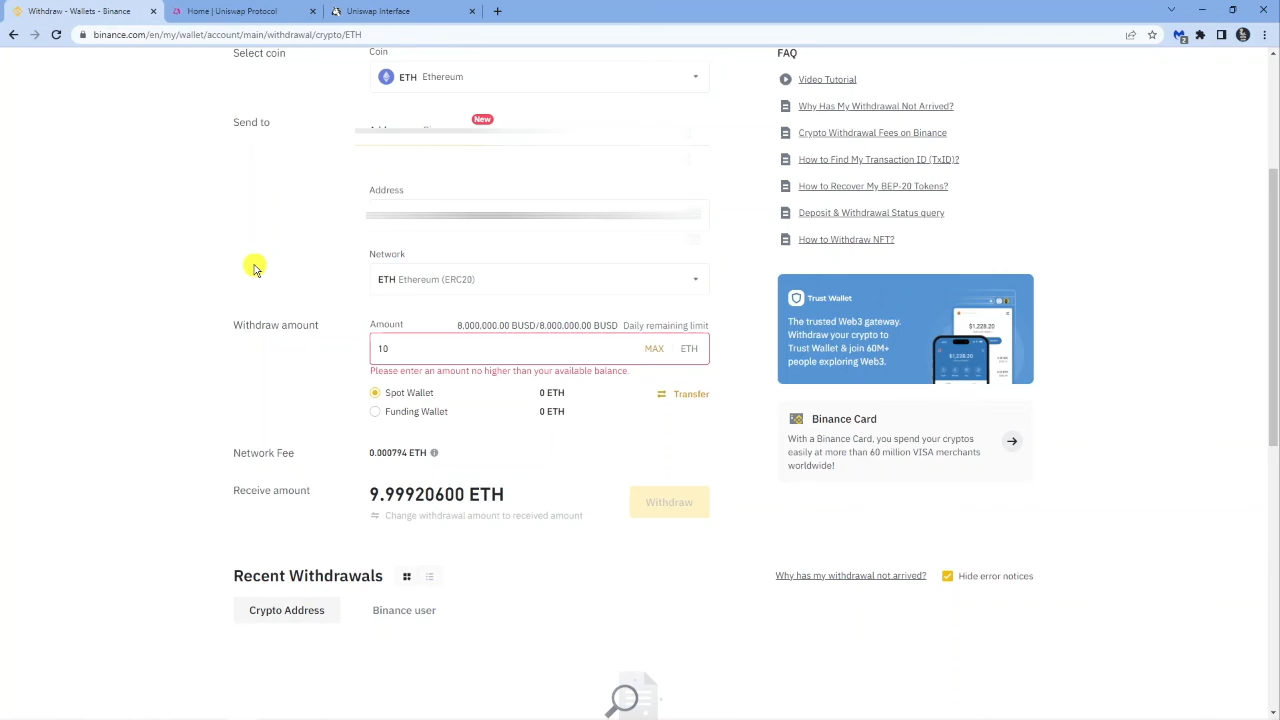 Withdraw - Wallets - Binance
Home | Uniswap Protocol
Uniswap Interface
binance.com/en/my/wallet/account/main/withdrawal/crypto/ETH
2
Select coin
Coin
ETH Ethereum
Send to
New
Address
Network
ETH Ethereum (ERC20)
Withdraw amount
Amount
8,000,000.00 BUSD/8,000,000.00 BUSD Daily remaining limit
10
MAX
ETH
Please enter an amount no higher than your available balance.
Spot Wallet
0 ETH
Transfer
Funding Wallet
0 ETH
Network Fee
0.000794 ETH
Receive amount
9.99920600 ETH
Change withdrawal amount to received amount
Withdraw
FAQ
Video Tutorial
Why Has My Withdrawal Not Arrived?
Crypto Withdrawal Fees on Binance
How to Find My Transaction ID (TxID)?
How to Recover My BEP-20 Tokens?
Deposit & Withdrawal Status query
How to Withdraw NFT?
Trust Wallet
The trusted Web3 gateway.
Withdraw your crypto to
Trust Wallet & join 60M+
people exploring Web3.
$1,228.20
$1,228.20
Binance Card
With a Binance Card, you spend your cryptos
easily at more than 60 million VISA merchants
worldwide!
Recent Withdrawals
Why has my withdrawal not arrived?
Hide error notices
Crypto Address
Binance user